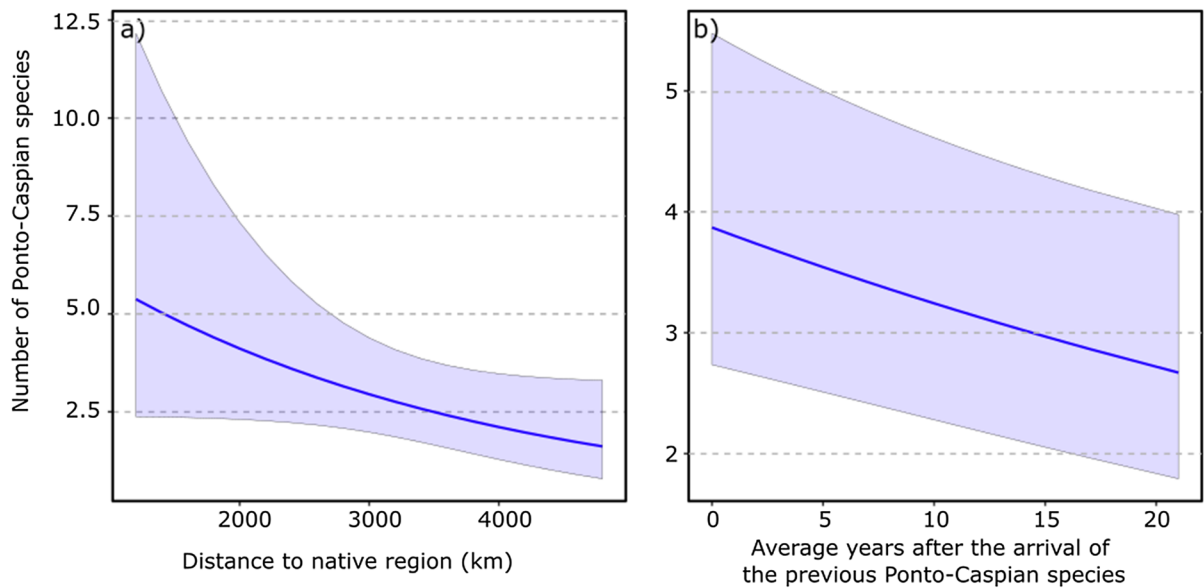 a)
Number of Ponto-Caspian species
12.5
10.0
7.5
5.0
2.5
2000 3000 4000
Distance to native region (km)
b)
5
4
3
2
0 5 10 15 20
Average years after the arrival of
the previous Ponto-Caspian species